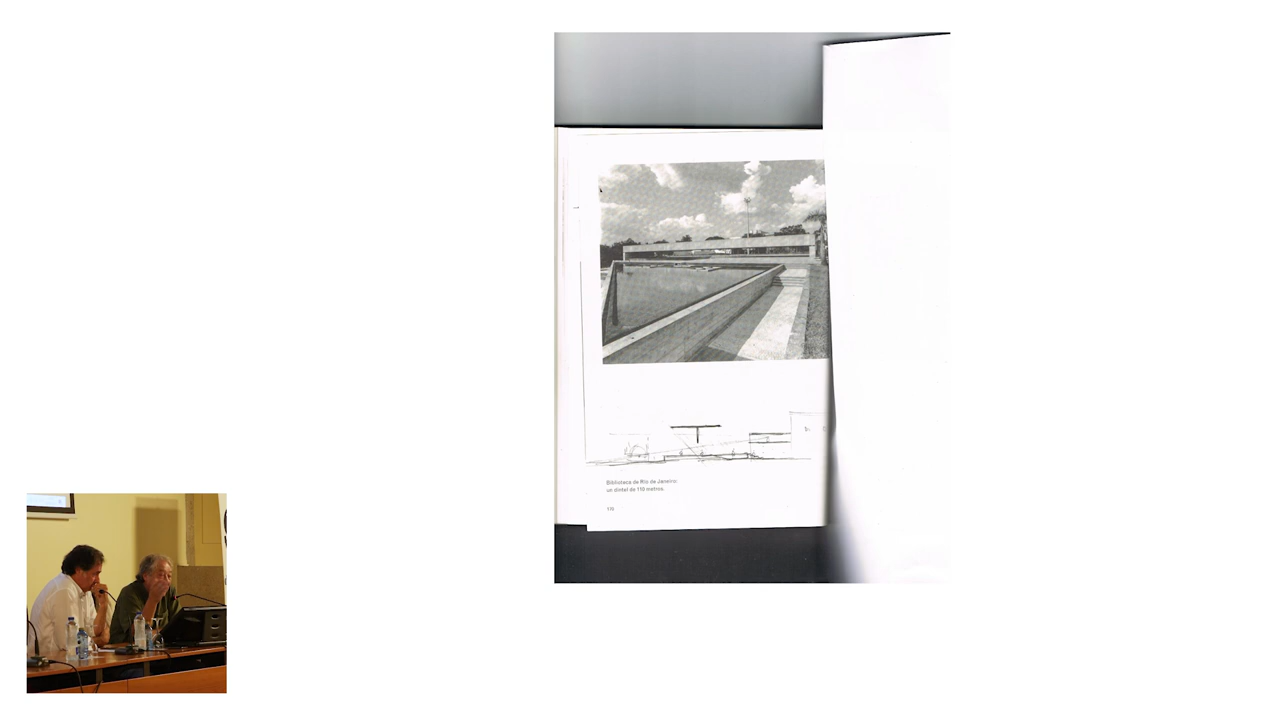 Biblioteca de Río de Janeiro:
un dintel de 110 metros.